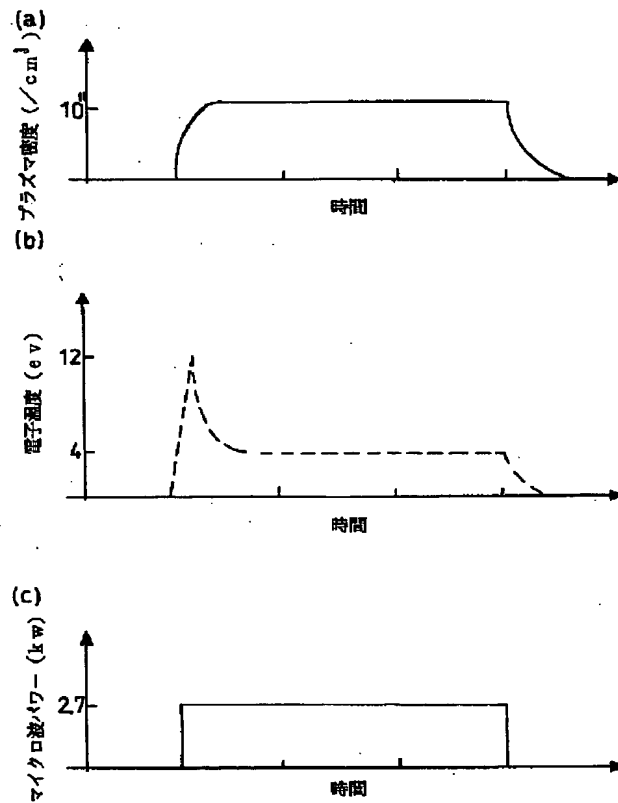 (a)
プラズマ密度(/cm³)
時間
(b)
12
4
電子温度(ev)
時間
(c)
2.7
マイクロ波パワー(kw)
時間